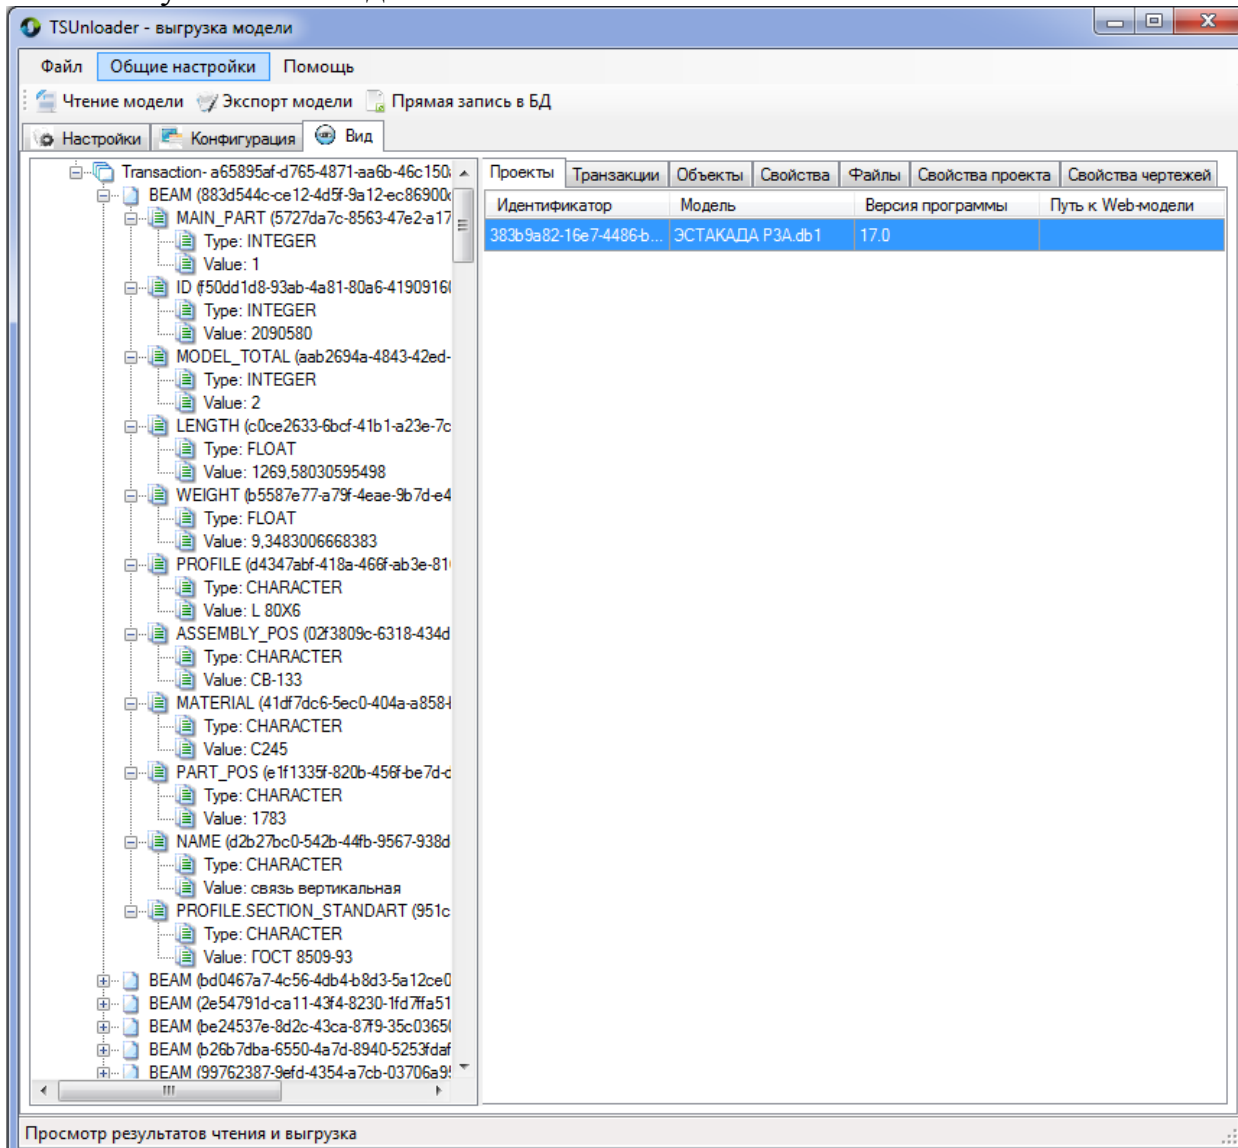 TSUnloader - выгрузка модели
Файл Общие настройки Помощь
Чтение модели Экспорт модели Прямая запись в БД
Настройки Конфигурация Вид
Transaction- a65895af-d765-4871-aa6b-46c150
BEAM (883d544c-ce12-4d5f-9a12-ec86900
MAIN_PART (5727da7c-8563-47e2-a17
Type: INTEGER
Value: 1
ID (f50dd1d8-93ab-4a81-80a6-4190916
Type: INTEGER
Value: 2090580
MODEL_TOTAL (aab2694a-4843-42ed-
Type: INTEGER
Value: 2
LENGTH (c0ce2633-6bcf-41b1-a23e-7c
Type: FLOAT
Value: 1269,58030595498
WEIGHT (b5587e77-a79f-4eae-9b7d-e4
Type: FLOAT
Value: 9,3483006668383
PROFILE (d4347abf-418a-466f-ab3e-81
Type: CHARACTER
Value: L 80X6
ASSEMBLY_POS (02f3809c-6318-434d
Type: CHARACTER
Value: СВ-133
MATERIAL (41df7dc6-5ec0-404a-a858-
Type: CHARACTER
Value: C245
PART_POS (e1f1335f-820b-456f-be7d-c
Type: CHARACTER
Value: 1783
NAME (d2b27bc0-542b-44fb-9567-938d
Type: CHARACTER
Value: связь вертикальная
PROFILE.SECTION_STANDART (951c
Type: CHARACTER
Value: ГОСТ 8509-93
BEAM (bd0467a7-4c56-4db4-b8d3-5a12ce0
BEAM (2e54791d-ca11-43f4-8230-1fd7ffa51
BEAM (be24537e-8d2c-43ca-87f9-35c0365
BEAM (b26b7dba-6550-4a7d-8940-5253fdaf
BEAM (99762387-9efd-4354-a7cb-03706a9
Проекты Транзакции Объекты Свойства Файлы Свойства проекта Свойства чертежей
Идентификатор Модель Версия программы Путь к Web-модели
383b9a82-16e7-4486-b... ЭСТАКАДА РЗА.db1 17.0
Просмотр результатов чтения и выгрузка